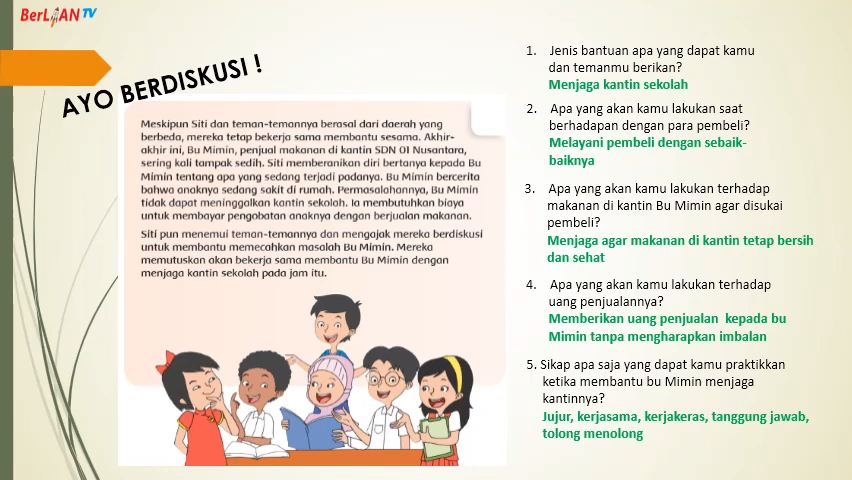 BerLIAN TV
AYO BERDISKUSI !
Meskipun Siti dan teman-temannya berasal dari daerah yang
berbeda, mereka tetap bekerja sama membantu sesama. Akhir-
akhir ini, Bu Mimin, penjual makanan di kantin SDN 01 Nusantara,
sering kali tampak sedih. Siti memberanikan diri bertanya kepada Bu
Mimin tentang apa yang sedang terjadi padanya. Bu Mimin bercerita
bahwa anaknya sedang sakit di rumah. Permasalahannya, Bu Mimin
tidak dapat meninggalkan kantin sekolah. Ia membutuhkan biaya
untuk membayar pengobatan anaknya dengan berjualan makanan.
Siti pun menemui teman-temannya dan mengajak mereka berdiskusi
untuk membantu memecahkan masalah Bu Mimin. Mereka
memutuskan akan bekerja sama membantu Bu Mimin dengan
menjaga kantin sekolah pada jam itu.
1. Jenis bantuan apa yang dapat kamu
dan temanmu berikan?
Menjaga kantin sekolah
2. Apa yang akan kamu lakukan saat
berhadapan dengan para pembeli?
Melayani pembeli dengan sebaik-
baiknya
3. Apa yang akan kamu lakukan terhadap
makanan di kantin Bu Mimin agar disukai
pembeli?
Menjaga agar makanan di kantin tetap bersih
dan sehat
4. Apa yang akan kamu lakukan terhadap
uang penjualannya?
Memberikan uang penjualan kepada bu
Mimin tanpa mengharapkan imbalan
5. Sikap apa saja yang dapat kamu praktikkan
ketika membantu bu Mimin menjaga
kantinnya?
Jujur, kerjasama, kerjakeras, tanggung jawab,
tolong menolong